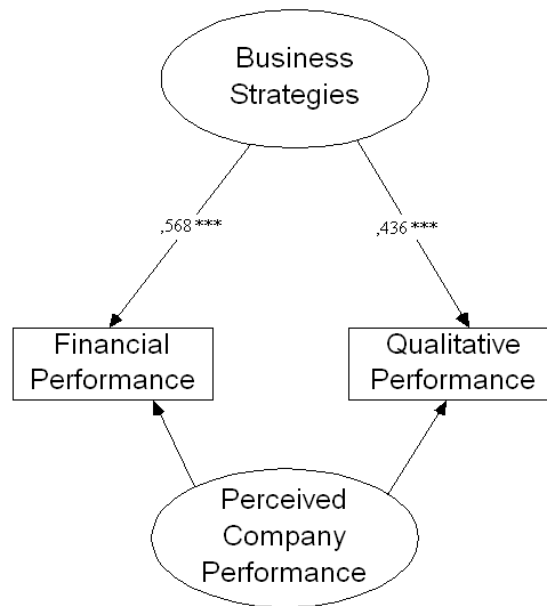 Business
Strategies
,568 ***
,436 ***
Financial
Performance
Qualitative
Performance
Perceived
Company
Performance